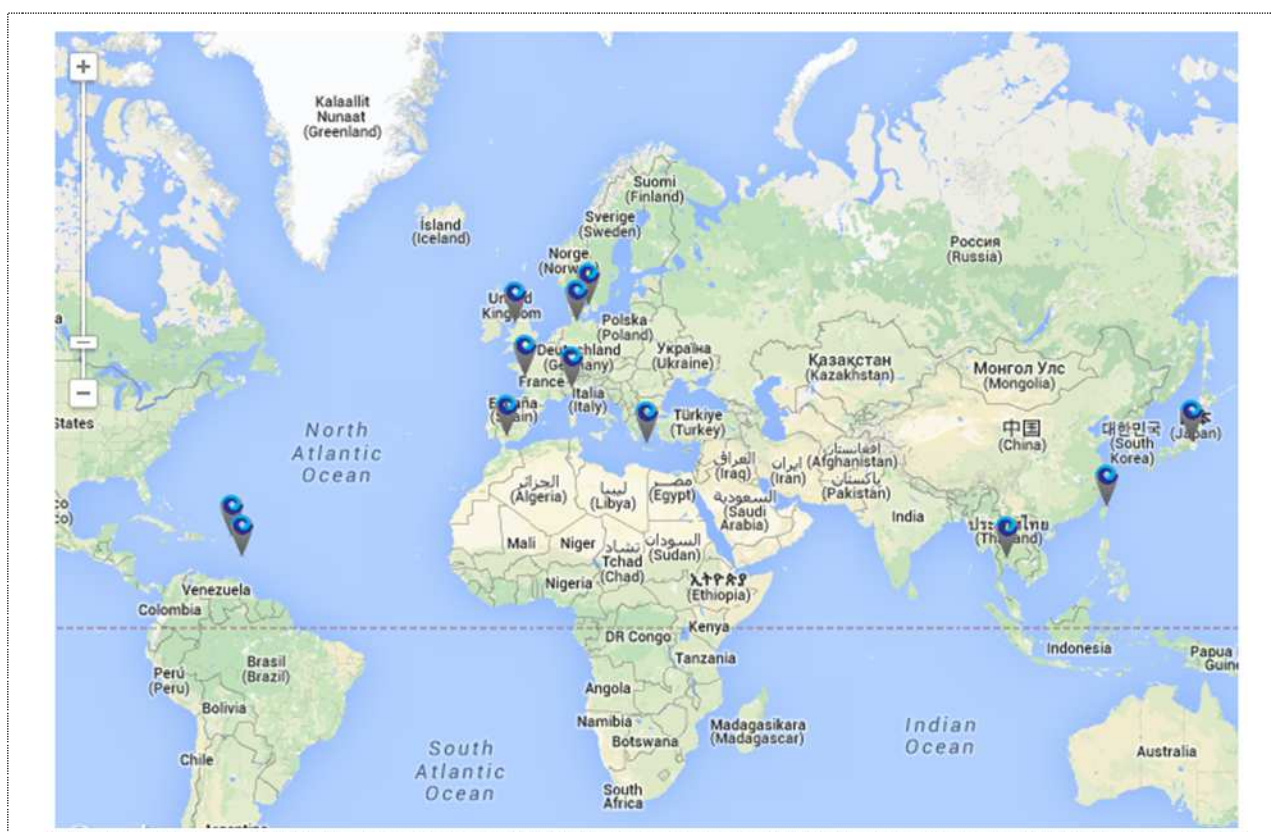 Kalaallit
Nunaat
(Greenland)
Ísland
(Iceland)
Suomi
(Finland)
Sverige
(Sweden)
Norge
Россия
(Russia)
Kingdom
Polska
(Poland)
Україна
(Ukraine)
France
Italia
(Italy)
Қазақстан
(Kazakhstan)
Монгол Улс
(Mongolia)
States
Türkiye
(Turkey)
中国
(China)
대한민국
(South
Korea)
(Japan)
North
Atlantic
Ocean
العراق
(Iraq)
ایران
(Iran)
افغانستان
(Afghanistan)
پاکستان
(Pakistan)
الجزائر
(Algeria)
ليبيا
(Libya)
مصر
(Egypt)
السعودية
(Saudi
Arabia)
India
Mali
Niger
تشاد
Tchad
(Chad)
السودان
(Sudan)
Nigeria
ኢትዮጵያ
(Ethiopia)
Venezuela
Colombia
DR Congo
Kenya
Tanzania
Indonesia
Papua
Perú
(Peru)
Brasil
(Brazil)
Bolivia
Angola
Namibia
Botswana
Madagasikara
(Madagascar)
Chile
South
Atlantic
Ocean
South
Africa
Indian
Ocean
Australia